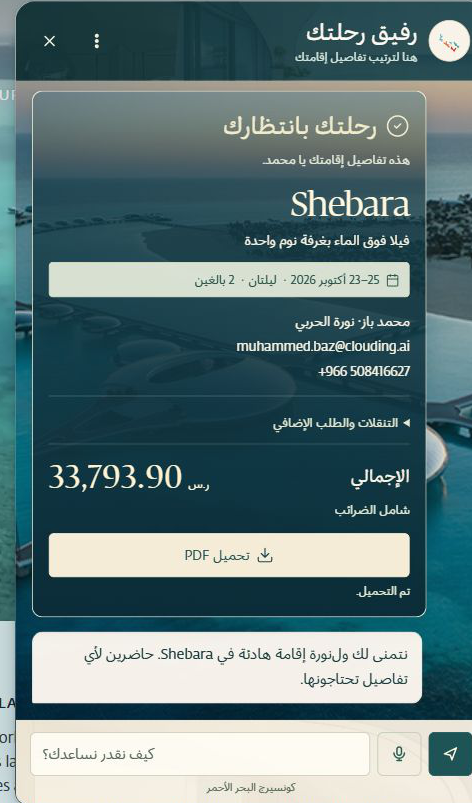 رفيق رحلتك
هنا لترتيب تفاصيل إقامتك
رحلتك بانتظارك
هذه تفاصيل إقامتك يا محمد.
Shebara
فيلا فوق الماء بغرفة نوم واحدة
23–25 أكتوبر 2026 · ليلتان · 2 بالغين
محمد باز· نورة الحربي
muhammed.baz@clouding.ai
+966 508416627
التنقلات والطلب الإضافي
الإجمالي
33,793.90 ر.س
شامل الضرائب
تحميل PDF
تم التحميل.
نتمنى لك ولنورة إقامة هادئة في Shebara. حاضرين لأي
تفاصيل تحتاجونها.
كيف نقدر نساعدك؟
كونسيرج البحر الأحمر